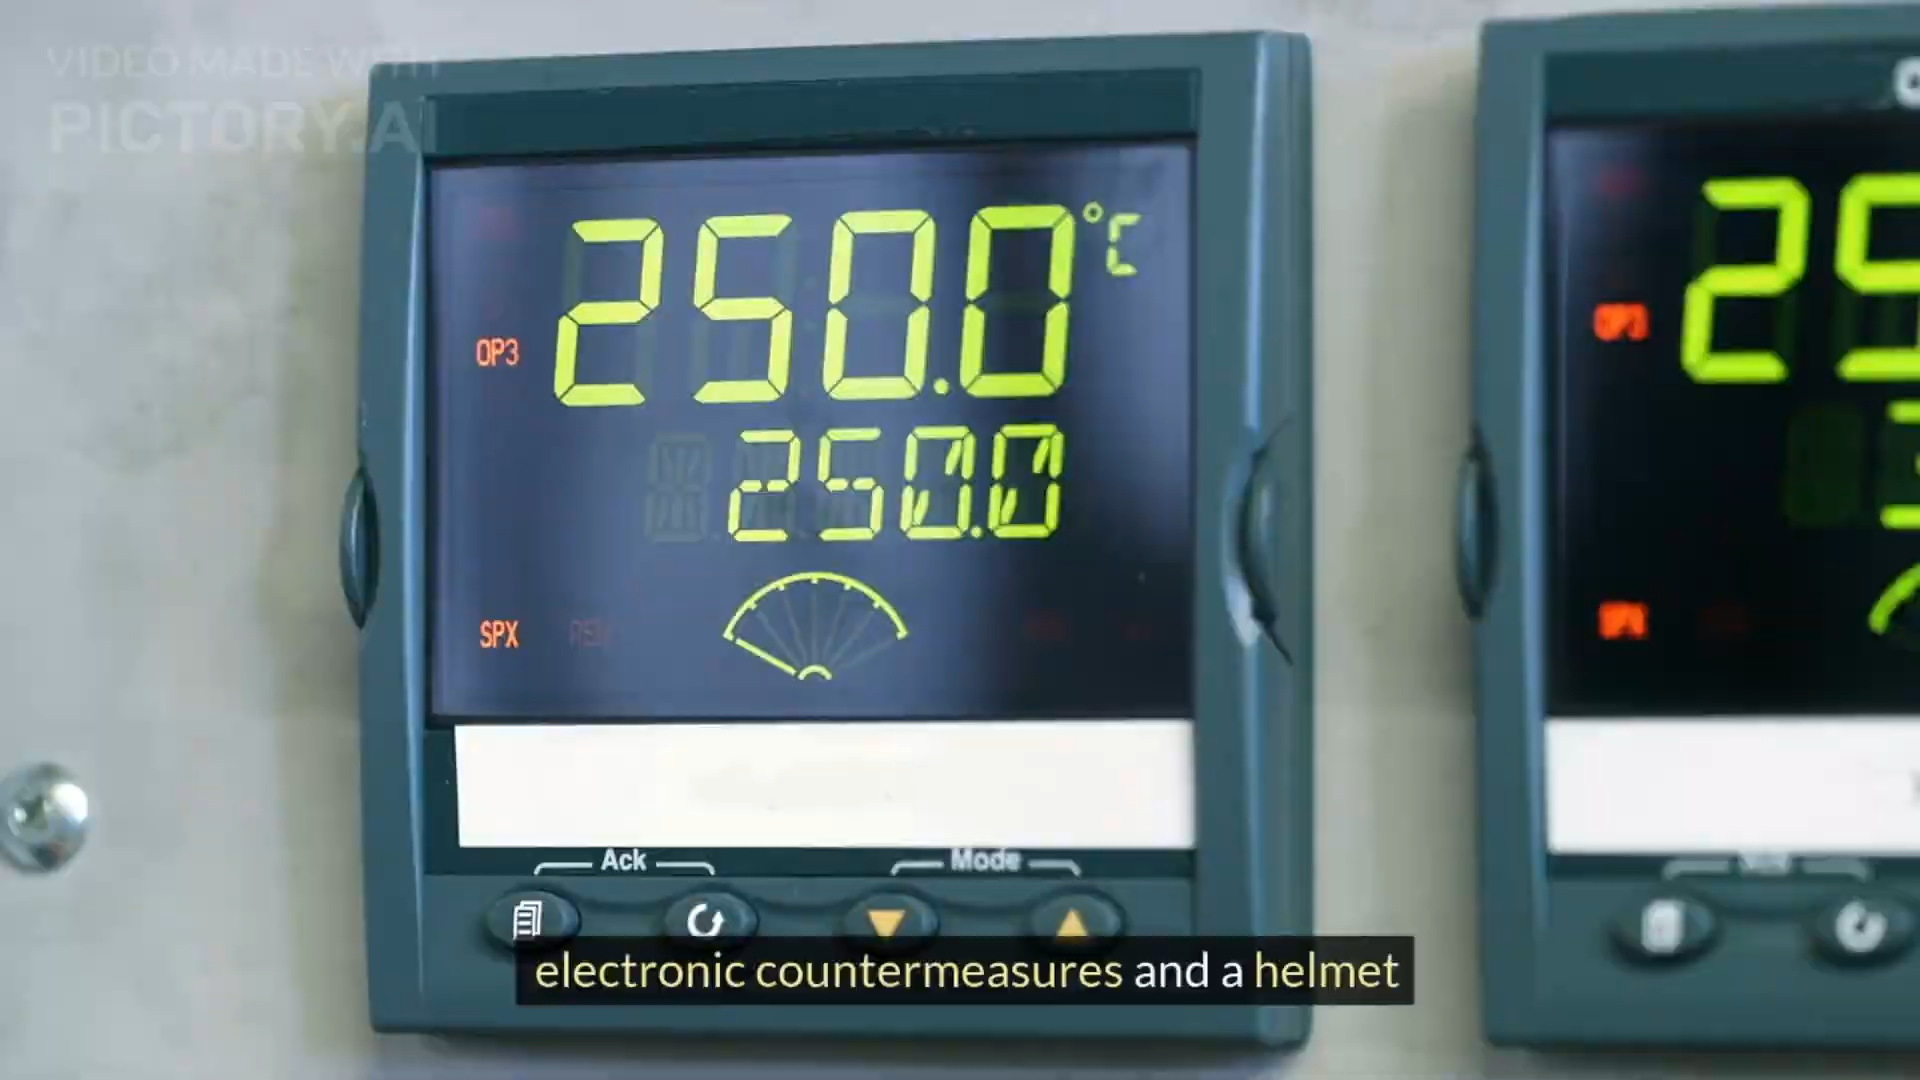 VIDEO MADE WITH
PICTORY.AI
250.0 °C
OP3
250.0
SPX
Ack
Mode
electronic countermeasures and a helmet
25
OP3
SPX